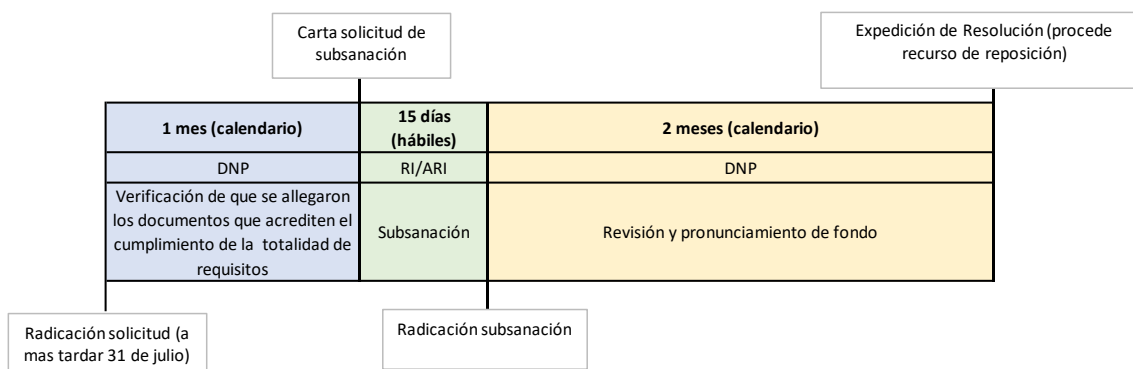 Carta solicitud de
subsanación
Expedición de Resolución (procede
recurso de reposición)
1 mes (calendario)
15 días
(hábiles)
2 meses (calendario)
DNP
RI/ARI
DNP
Verificación de que se allegaron
los documentos que acrediten el
cumplimiento de la totalidad de
requisitos
Subsanación
Revisión y pronunciamiento de fondo
Radicación solicitud (a
mas tardar 31 de julio)
Radicación subsanación